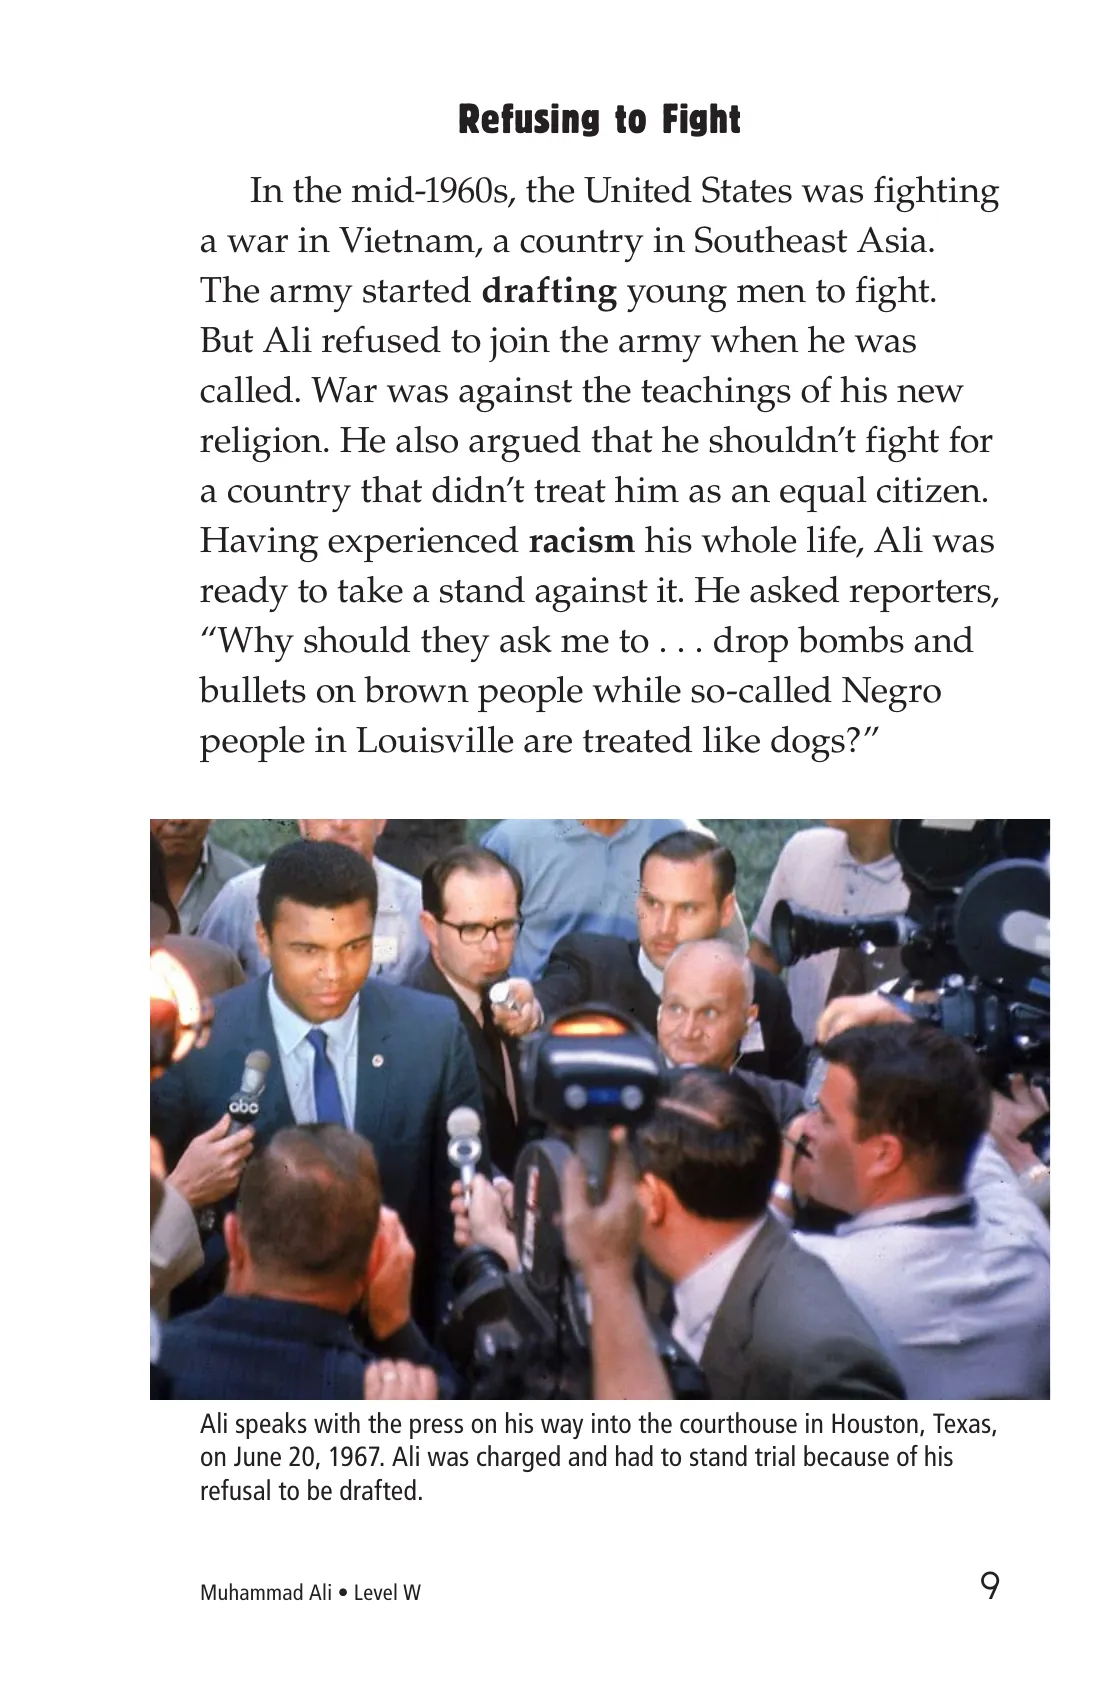 Refusing to Fight
In the mid-1960s, the United States was fighting
a war in Vietnam, a country in Southeast Asia.
The army started drafting young men to fight.
But Ali refused to join the army when he was
called. War was against the teachings of his new
religion. He also argued that he shouldn’t fight for
a country that didn’t treat him as an equal citizen.
Having experienced racism his whole life, Ali was
ready to take a stand against it. He asked reporters,
“Why should they ask me to . . . drop bombs and
bullets on brown people while so-called Negro
people in Louisville are treated like dogs?”
abc
Ali speaks with the press on his way into the courthouse in Houston, Texas,
on June 20, 1967. Ali was charged and had to stand trial because of his
refusal to be drafted.
Muhammad Ali • Level W
9